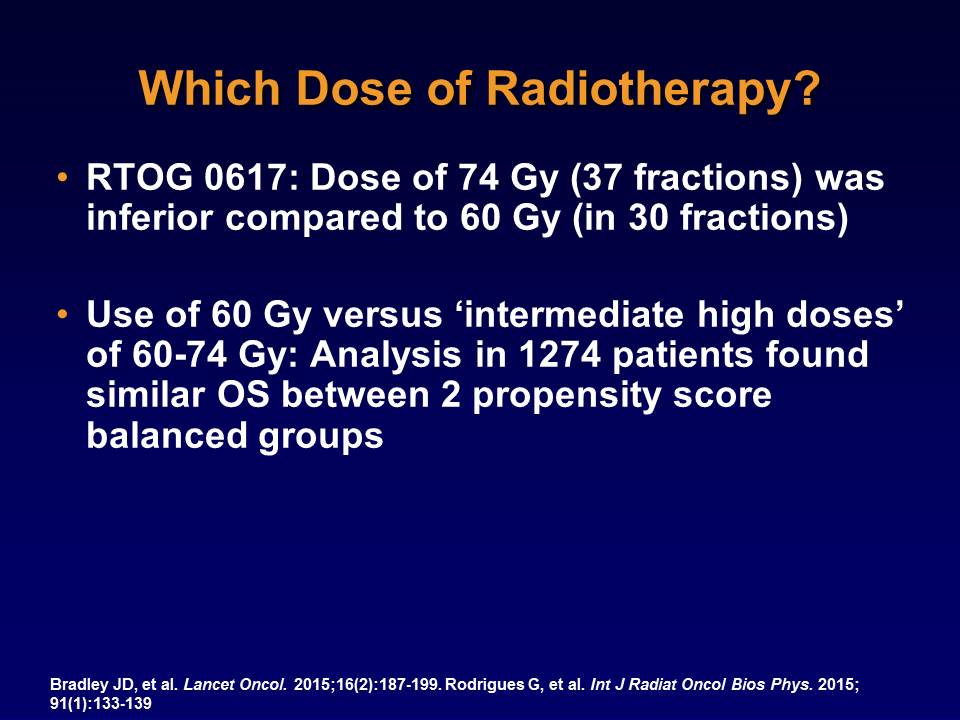 Which Dose of Radiotherapy?
• RTOG 0617: Dose of 74 Gy (37 fractions) was
inferior compared to 60 Gy (in 30 fractions)
• Use of 60 Gy versus ‘intermediate high doses’
of 60-74 Gy: Analysis in 1274 patients found
similar OS between 2 propensity score
balanced groups
Bradley JD, et al. Lancet Oncol. 2015;16(2):187-199. Rodrigues G, et al. Int J Radiat Oncol Bios Phys. 2015;
91(1):133-139